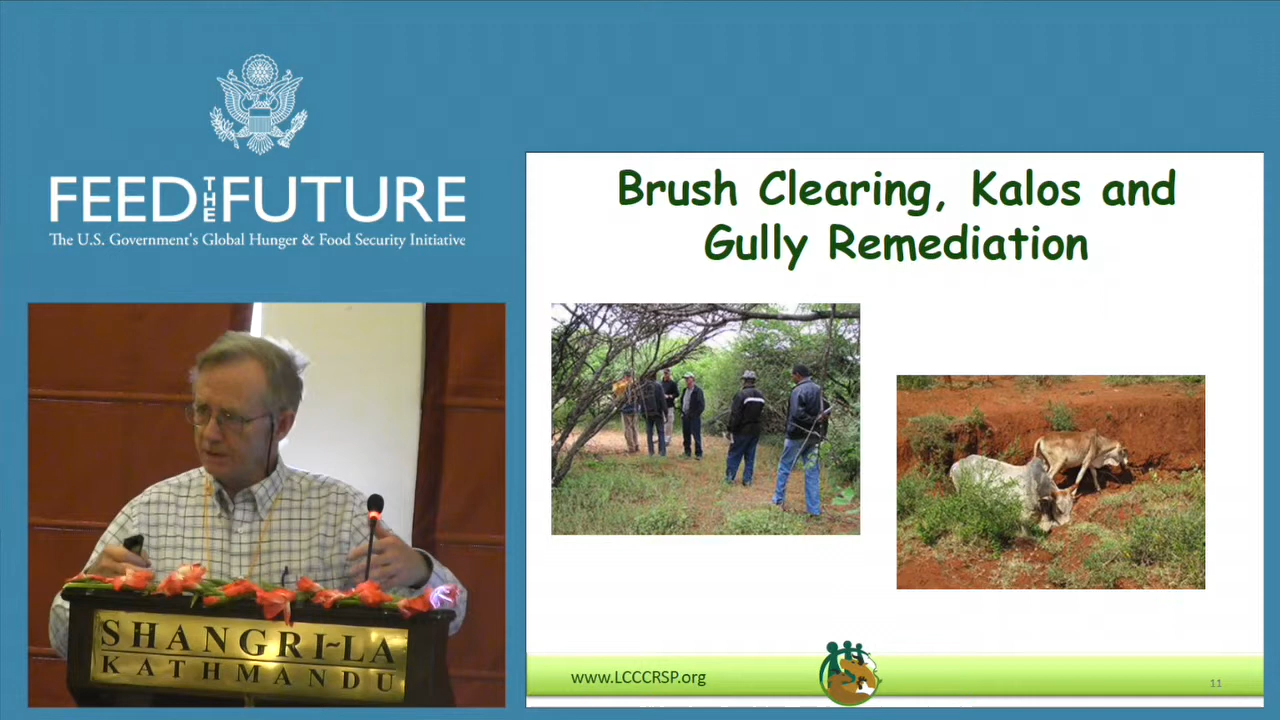 FEED THE FUTURE
The U.S. Government's Global Hunger & Food Security Initiative
Brush Clearing, Kalos and
Gully Remediation
SHANGRI~LA
KATHMANDU
www.LCCCRSP.org
11